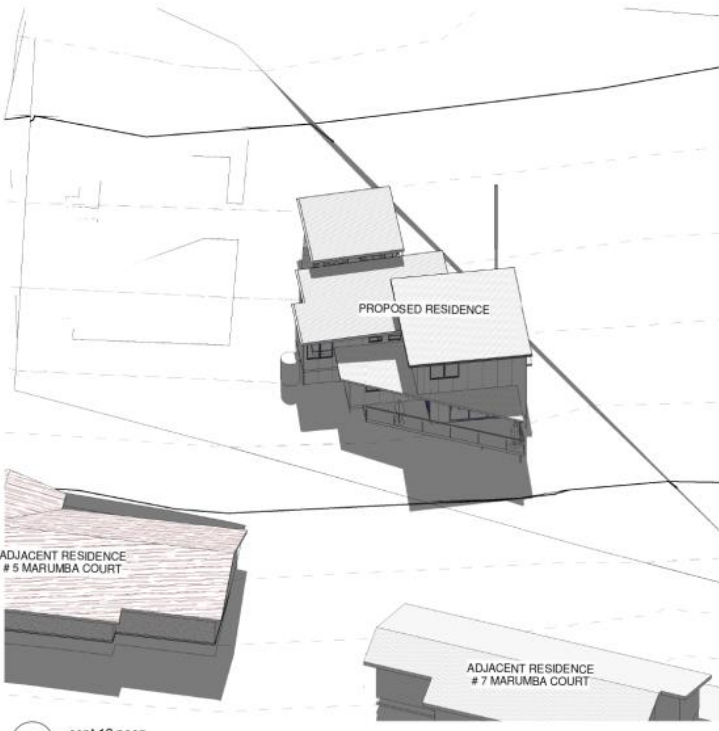 PROPOSED RESIDENCE
ADJACENT RESIDENCE
# 5 MARUMBA COURT
ADJACENT RESIDENCE
# 7 MARUMBA COURT